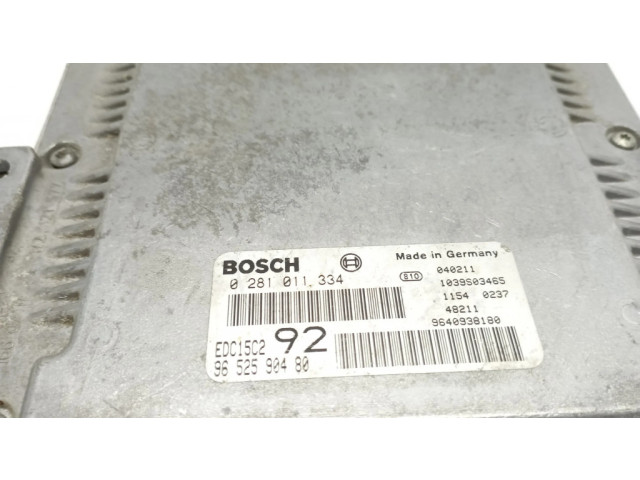 BOSCH
0 281 011 334
EDC15C2 92
96 525 904 80
Made in Germany
B10 040211
1039S03465
1154 0237
48211
9640938180